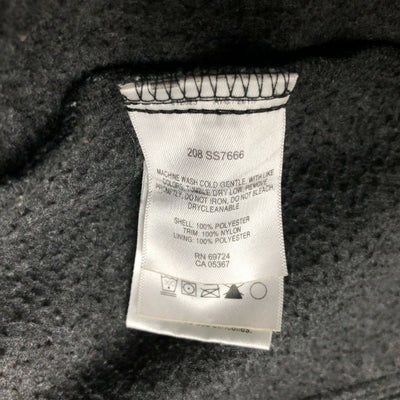 208 SS7666
MACHINE WASH COLD GENTLE WITH LIKE
COLORS. TUMBLE DRY LOW. REMOVE
PROMPTLY. DO NOT IRON, DO NOT BLEACH
DRYCLEANABLE
SHELL: 100% POLYESTER
TRIM: 100% NYLON
LINING: 100% POLYESTER
RN 69724
CA 05367